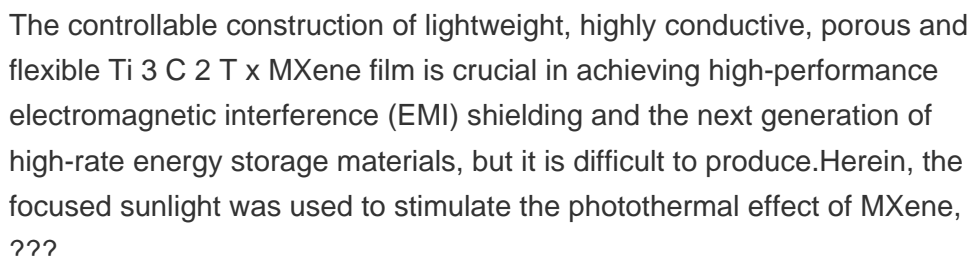 The controllable construction of lightweight, highly conductive, porous and
flexible Ti 3 C 2 T x MXene film is crucial in achieving high-performance
electromagnetic interference (EMI) shielding and the next generation of
high-rate energy storage materials, but it is difficult to produce.Herein, the
focused sunlight was used to stimulate the photothermal effect of MXene,
???